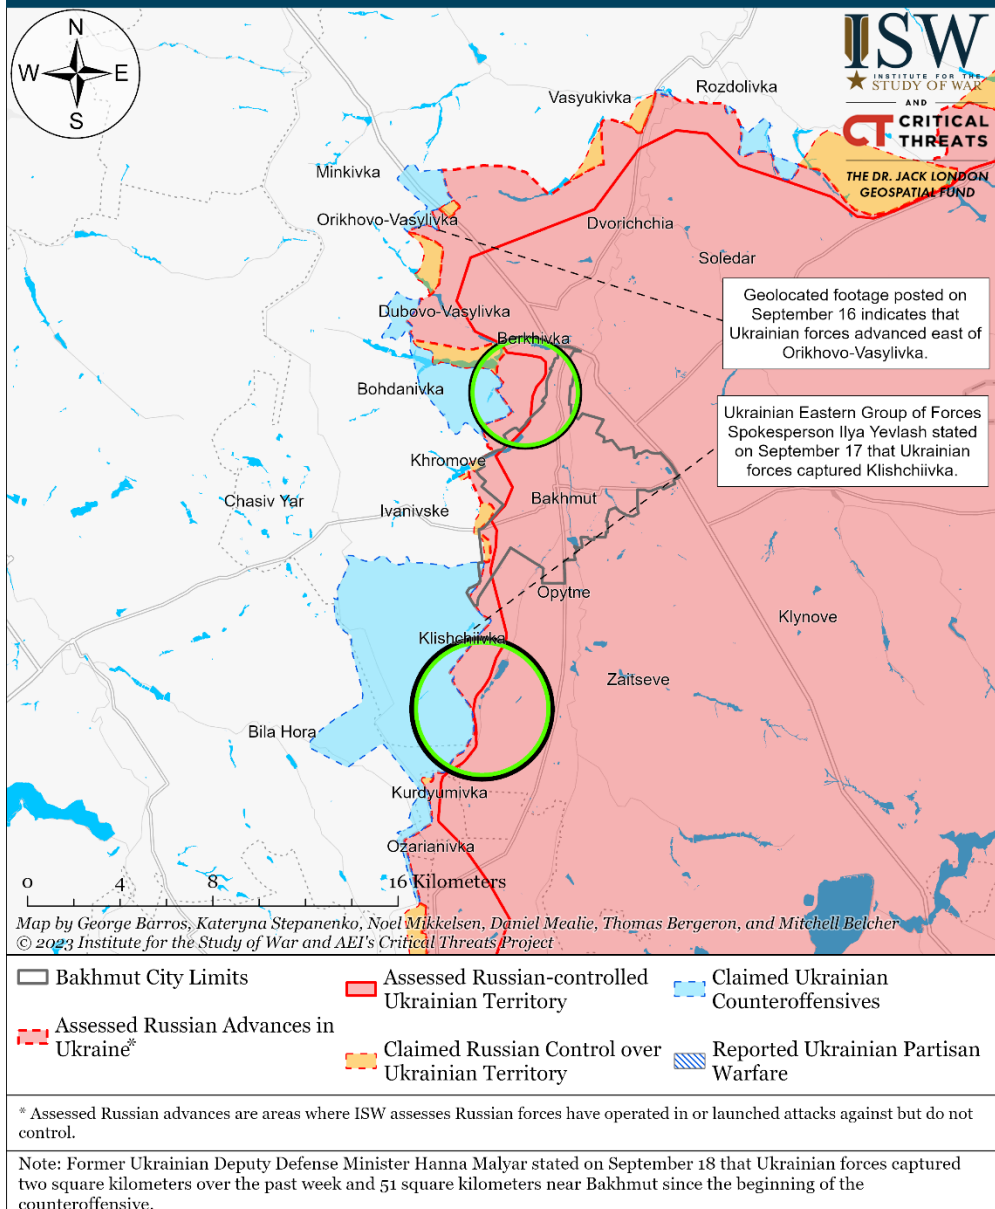 N
W E
S
ISW
INSTITUTE FOR THE
STUDY OF WAR
AND
CT CRITICAL
THREATS
THE DR. JACK LONDON
GEOSPATIAL FUND
Vasyukivka
Rozdolivka
Minkivka
Orikhovo-Vasylivka
Dvorichchia
Soledar
Geolocated footage posted on
September 16 indicates that
Ukrainian forces advanced east of
Orikhovo-Vasylivka.
Dubovo-Vasylivka
Berkhivka
Bohdanivka
Ukrainian Eastern Group of Forces
Spokesperson Ilya Yevlash stated
on September 17 that Ukrainian
forces captured Klishchiivka.
Khromove
Chasiv Yar
Ivanivske
Bakhmut
Opytne
Klynove
Klishchiivka
Zaitseve
Bila Hora
Kurdyumivka
Ozarianivka
0 4 8 16 Kilometers
Map by George Barros, Kateryna Stepanenko, Noel Mikkelsen, Daniel Mealie, Thomas Bergeron, and Mitchell Belcher
© 2023 Institute for the Study of War and AEI's Critical Threats Project
Bakhmut City Limits
Assessed Russian Advances in
Ukraine*
Assessed Russian-controlled
Ukrainian Territory
Claimed Russian Control over
Ukrainian Territory
Claimed Ukrainian
Counteroffensives
Reported Ukrainian Partisan
Warfare
* Assessed Russian advances are areas where ISW assesses Russian forces have operated in or launched attacks against but do not
control.
Note: Former Ukrainian Deputy Defense Minister Hanna Malyar stated on September 18 that Ukrainian forces captured
two square kilometers over the past week and 51 square kilometers near Bakhmut since the beginning of the
counteroffensive.